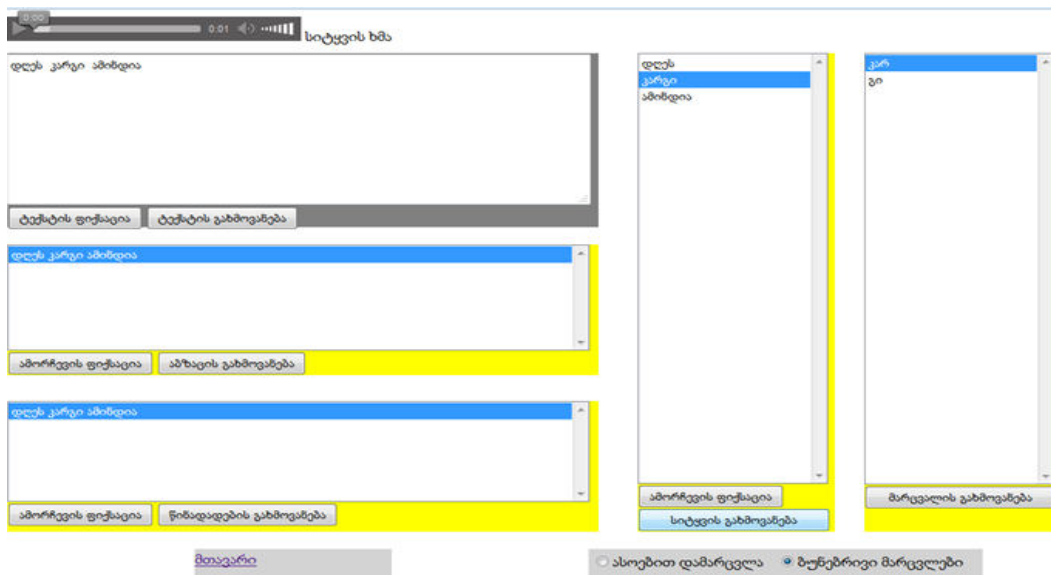 0:00
0:01
სიტყვის ხმა
დღეს კარგი ამინდია
ტექსტის ფიქსაცია
ტექსტის გახმოვანება
დღეს კარგი ამინდია
ამორჩევის ფიქსაცია
აბზაცის გახმოვანება
დღეს კარგი ამინდია
ამორჩევის ფიქსაცია
წინადადების გახმოვანება
დღეს
კარგი
ამინდია
ამორჩევის ფიქსაცია
სიტყვის გახმოვანება
კარ
გი
მარცვალის გახმოვანება
მთავარი
ასოებით დამარცვლა
ბუნებრივი მარცვლები